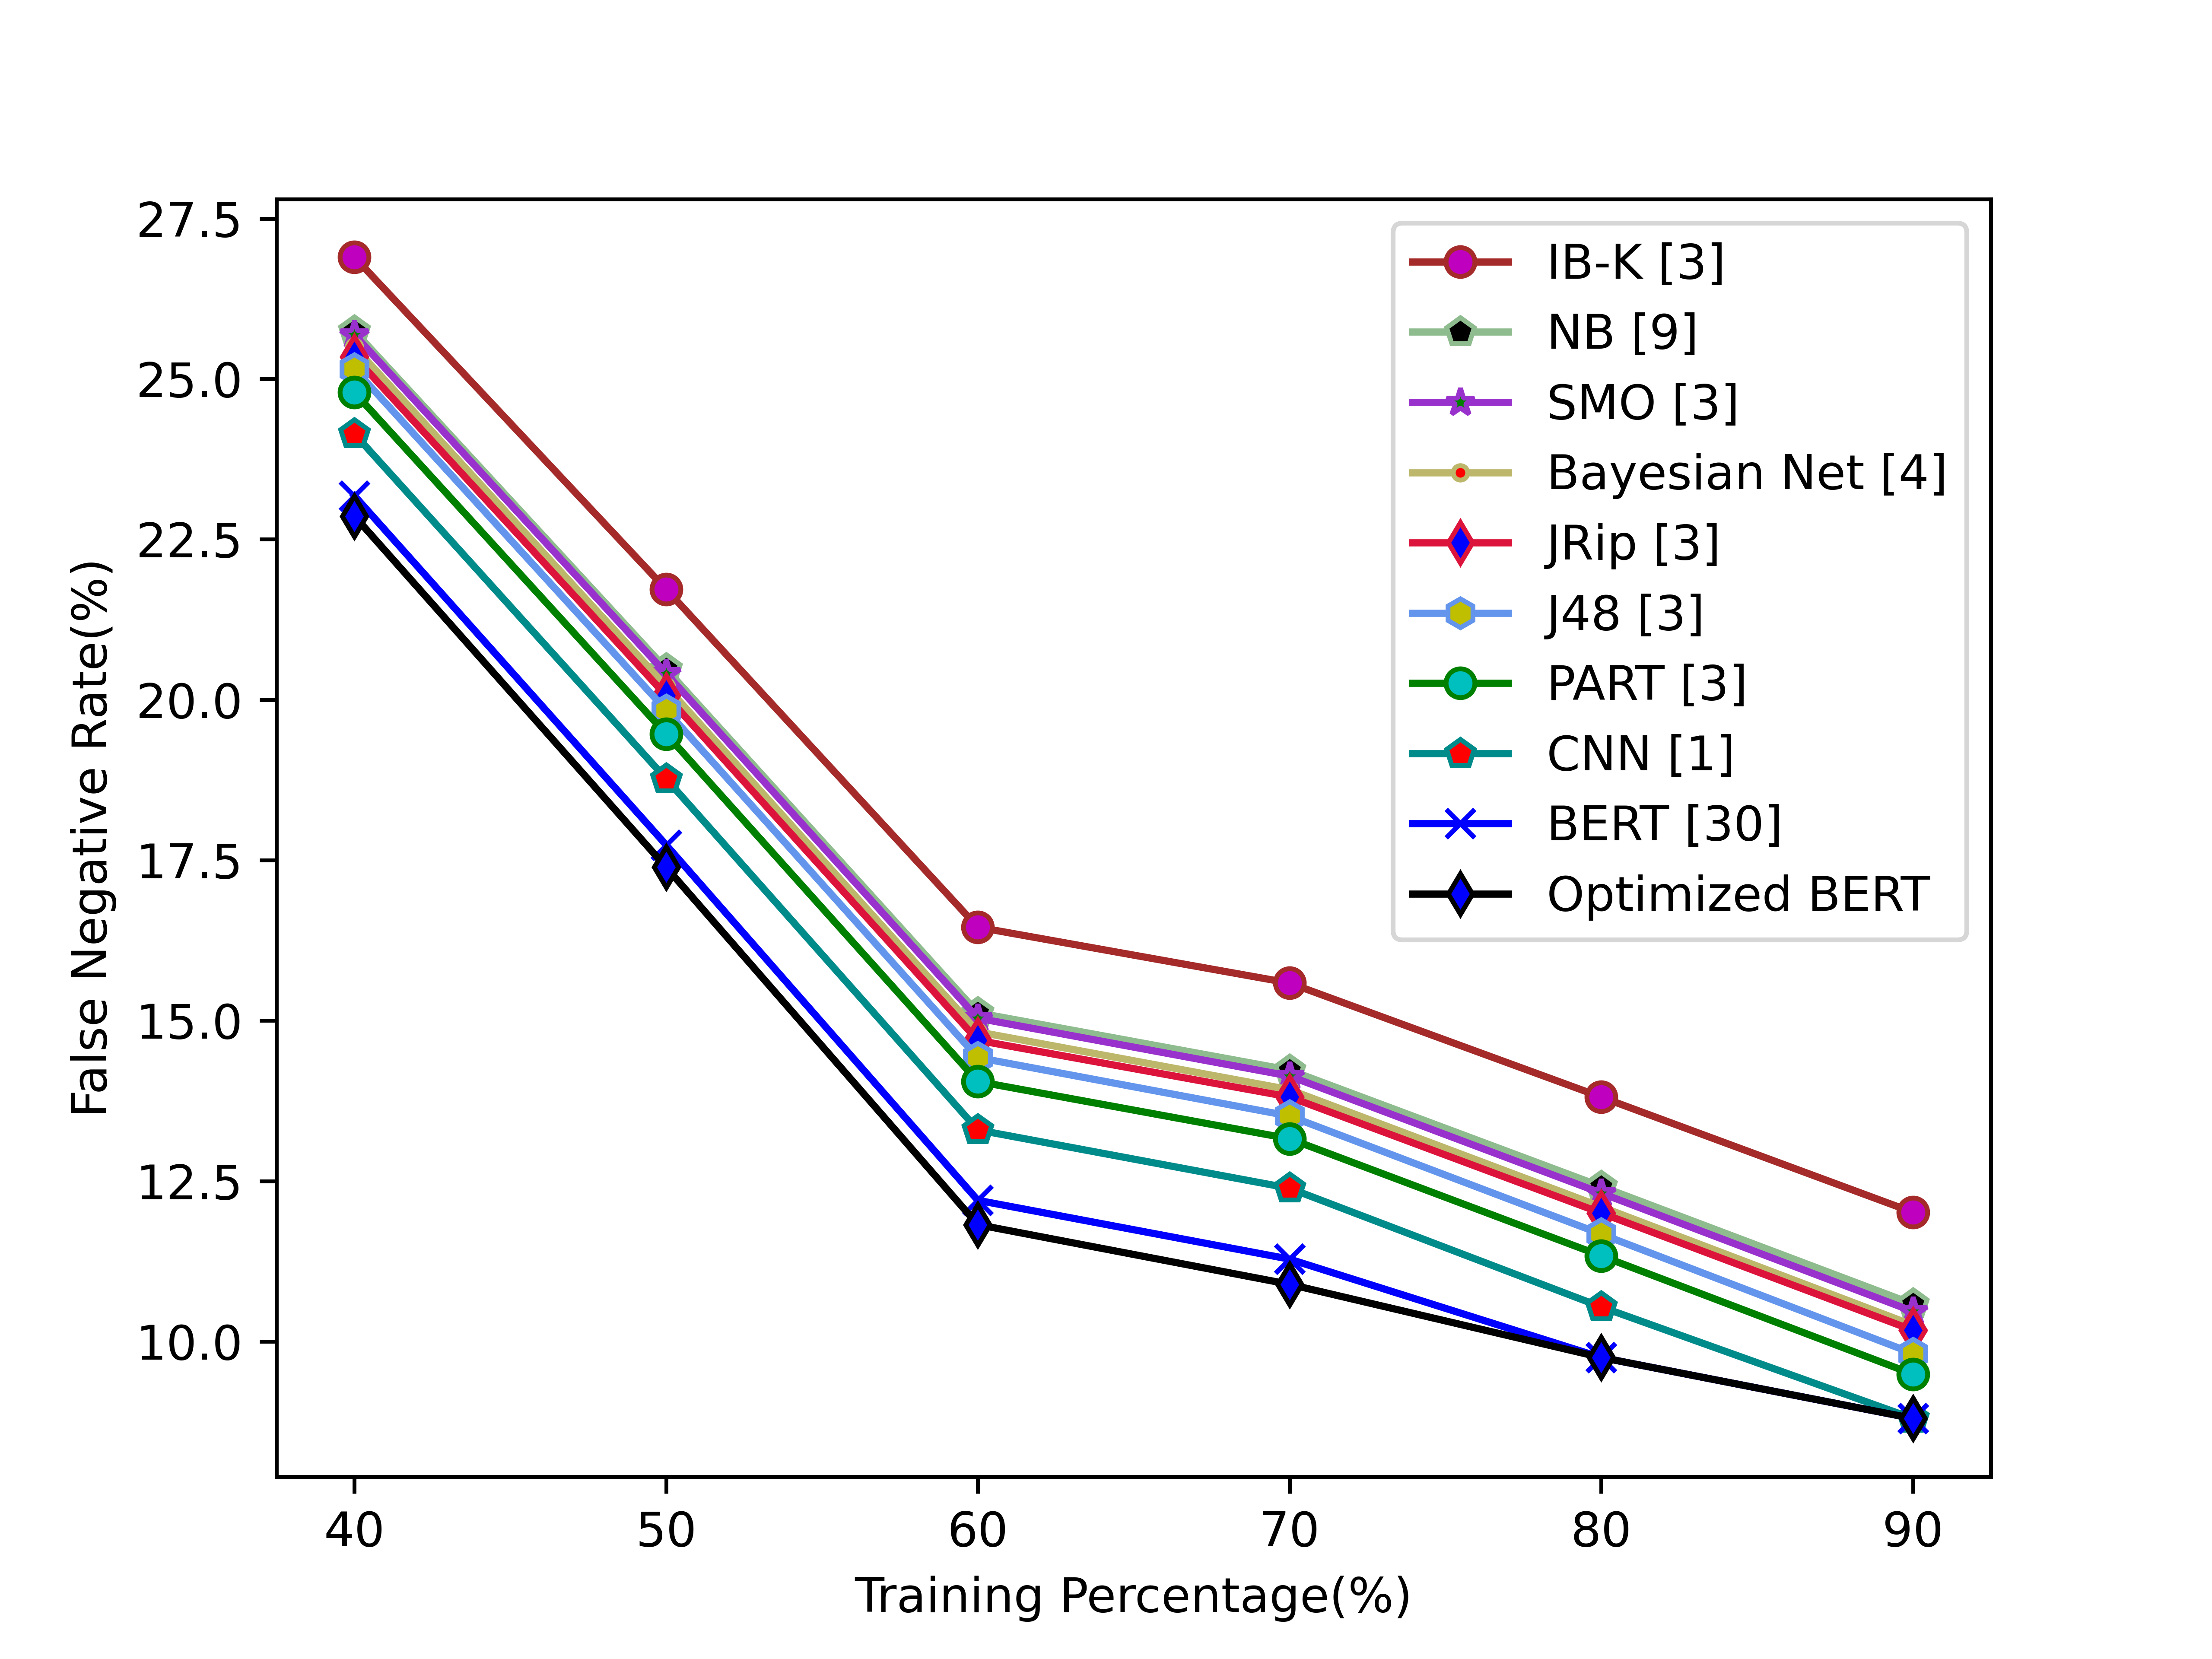 27.5
25.0
22.5
20.0
17.5
15.0
12.5
10.0
False Negative Rate(%)
IB-K [3]
NB [9]
SMO [3]
Bayesian Net [4]
JRip [3]
J48 [3]
PART [3]
CNN [1]
BERT [30]
Optimized BERT
40 50 60 70 80 90
Training Percentage(%)